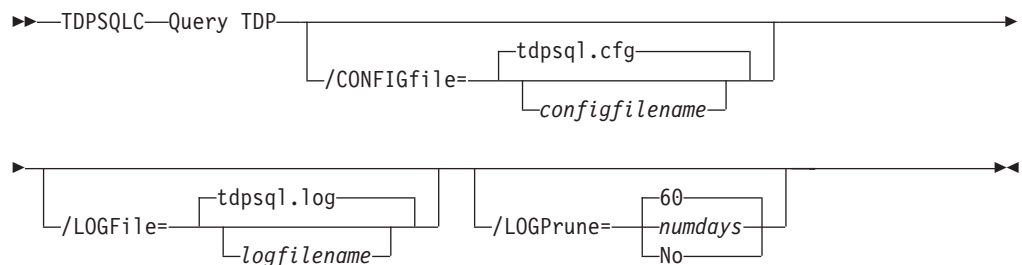 TDPSQLC Query TDP
tdpsql.cfg
/CONFIGfile=
configfilename
tdpsql.log
/LOGFile=
logfilename
60
/LOGPrune=
numdays
No